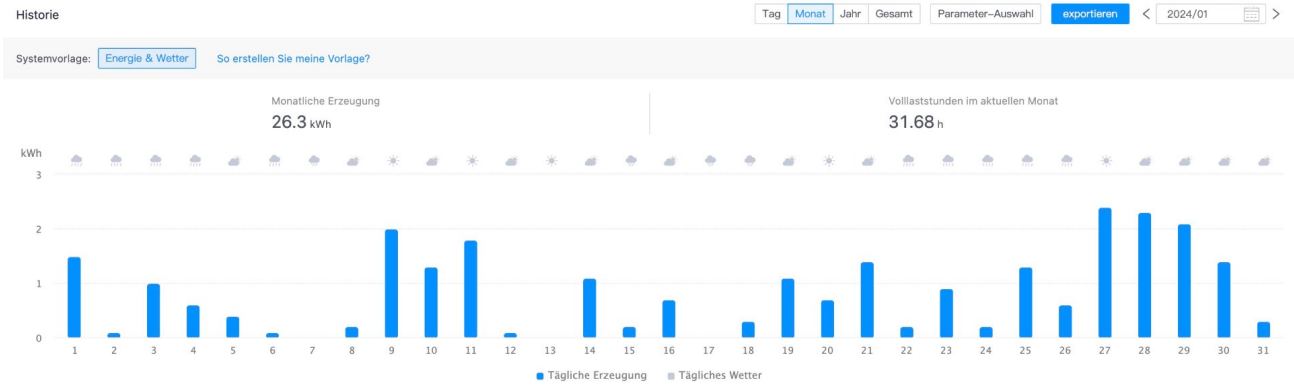 Historie
Tag Monat Jahr Gesamt Parameter-Auswahl exportieren < 2024/01 >
Systemvorlage: Energie & Wetter So erstellen Sie meine Vorlage?
Monatliche Erzeugung Volllaststunden im aktuellen Monat
26.3 kWh 31.68 h
kWh
3
2
1
0
1 2 3 4 5 6 7 8 9 10 11 12 13 14 15 16 17 18 19 20 21 22 23 24 25 26 27 28 29 30 31
Tägliche Erzeugung Tägliches Wetter